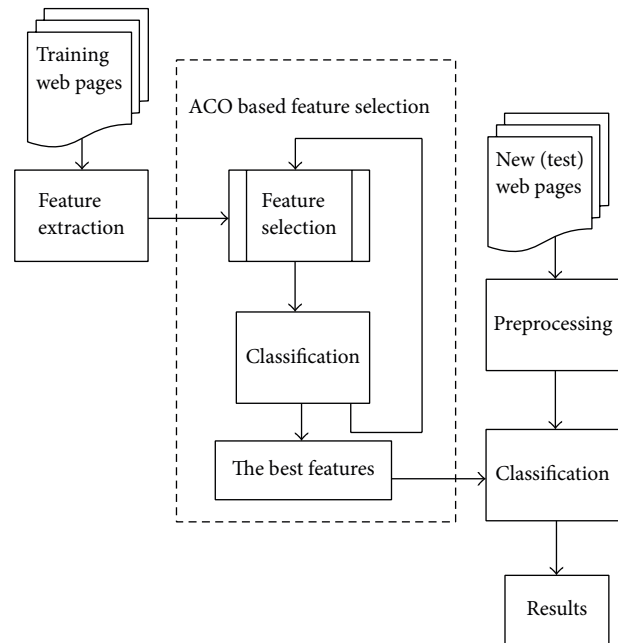 Training
web pages
ACO based feature selection
New (test)
web pages
Feature
extraction
Feature
selection
Preprocessing
Classification
The best features
Classification
Results